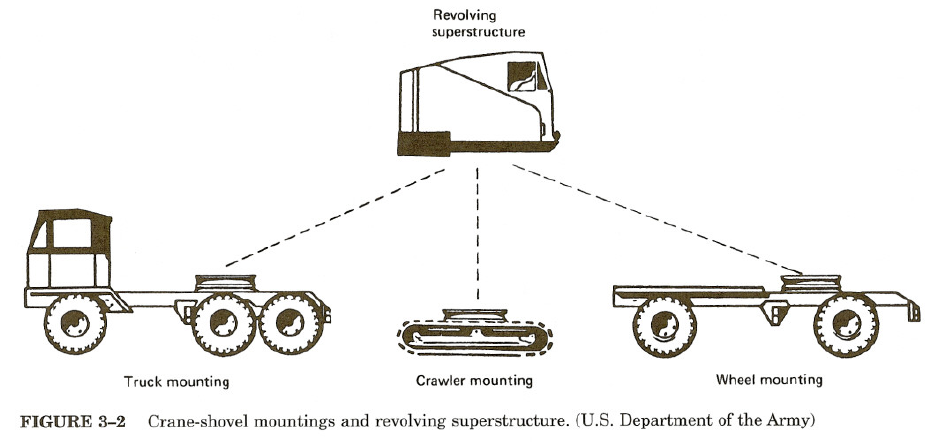 Revolving
superstructure
Truck mounting
Crawler mounting
Wheel mounting
FIGURE 3–2 Crane-shovel mountings and revolving superstructure. (U.S. Department of the Army)